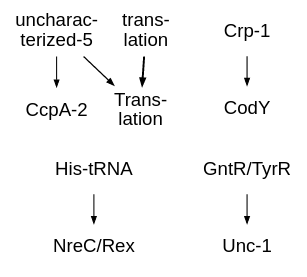 uncharac-
terized-5
trans-
lation
Crp-1
CcpA-2
Trans-
lation
CodY
His-tRNA
GntR/TyrR
NreC/Rex
Unc-1